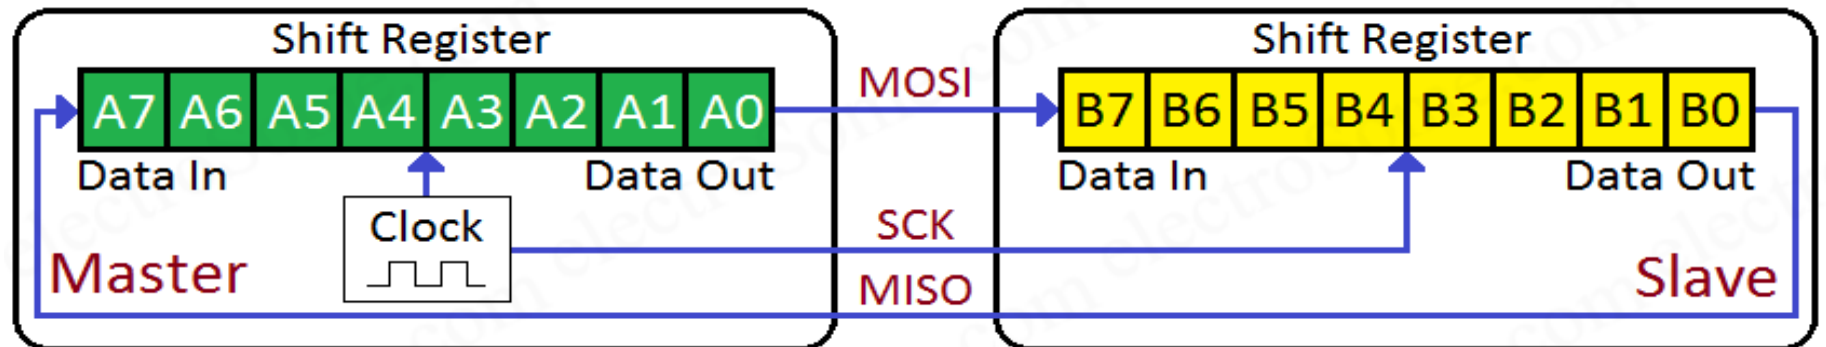 Shift Register
A7 A6 A5 A4 A3 A2 A1 A0
Data In Data Out
Clock
Master
MOSI
SCK
MISO
Shift Register
B7 B6 B5 B4 B3 B2 B1 B0
Data In Data Out
Slave